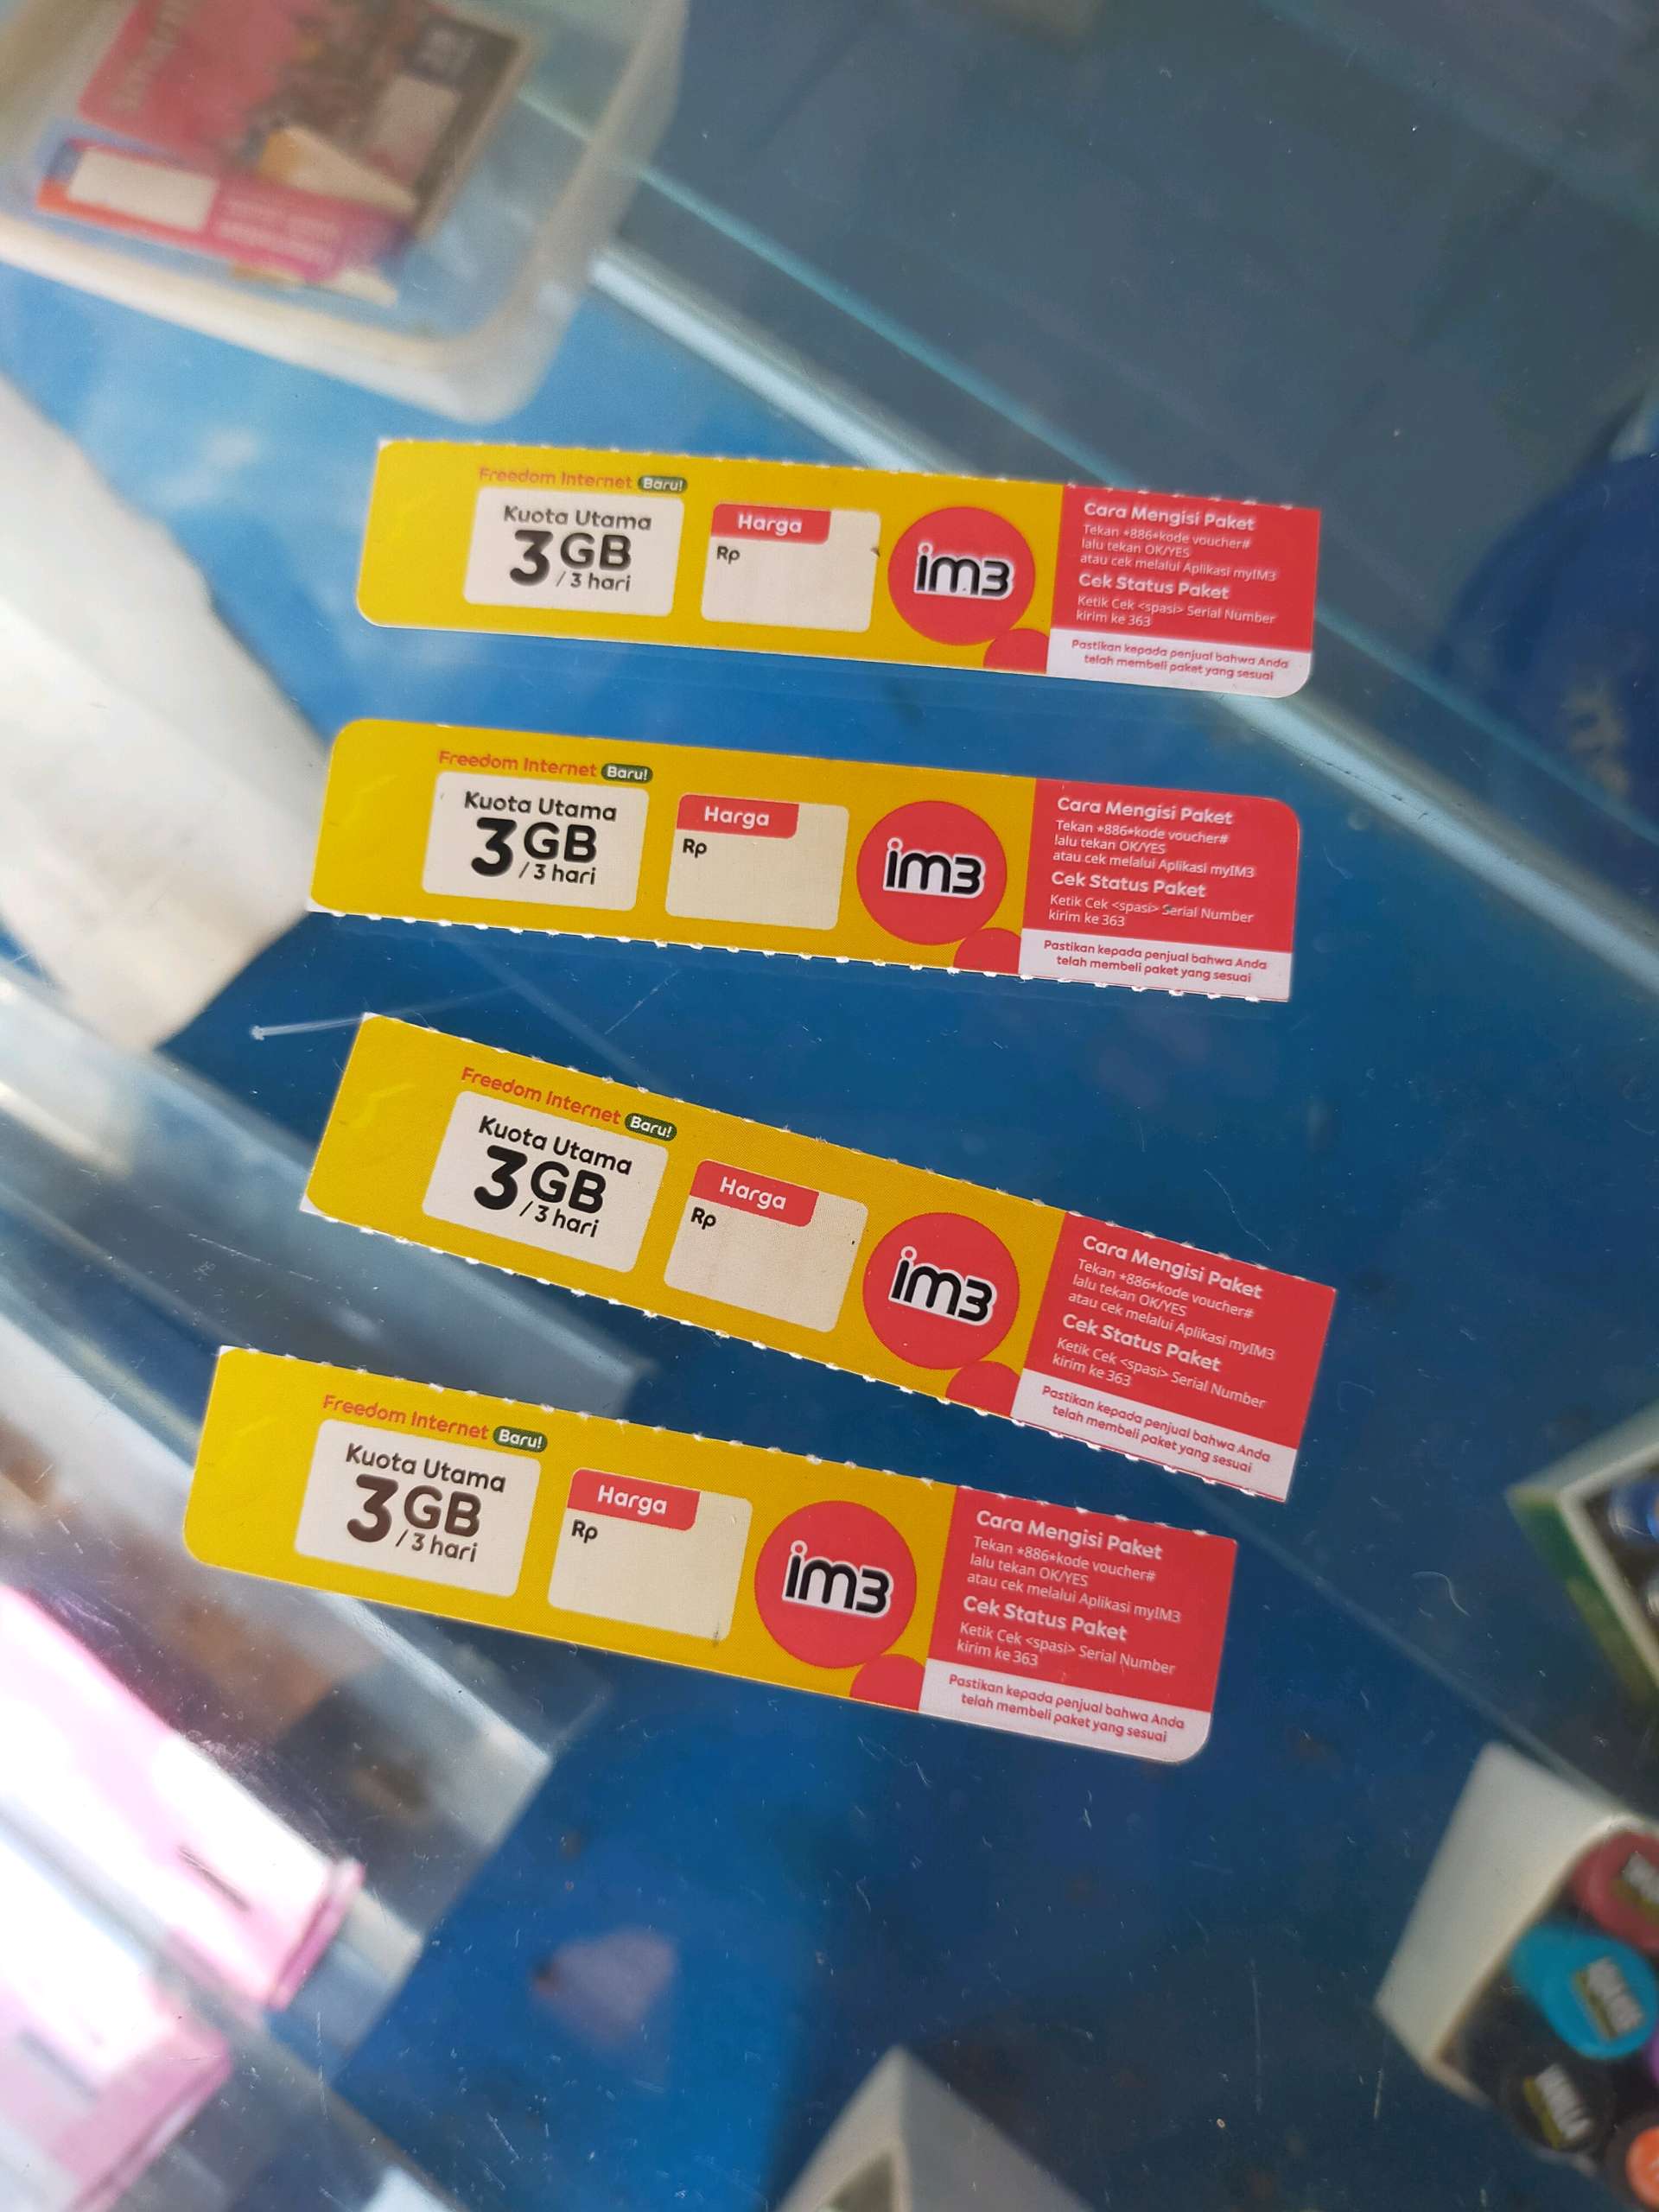 Freedom Internet Baru!
Kuota Utama
3 GB
/ 3 hari
Harga
Rp
im3
Cara Mengisi Paket
Tekan *886*kode voucher#
lalu tekan OK/YES
atau cek melalui Aplikasi myIM3
Cek Status Paket
Ketik Cek <spasi> Serial Number
kirim ke 363
Pastikan kepada penjual bahwa Anda
telah membeli paket yang sesuai
Freedom Internet Baru!
Kuota Utama
3 GB
/ 3 hari
Harga
Rp
im3
Cara Mengisi Paket
Tekan *886*kode voucher#
lalu tekan OK/YES
atau cek melalui Aplikasi myIM3
Cek Status Paket
Ketik Cek <spasi> Serial Number
kirim ke 363
Pastikan kepada penjual bahwa Anda
telah membeli paket yang sesuai
Freedom Internet Baru!
Kuota Utama
3 GB
/ 3 hari
Harga
Rp
im3
Cara Mengisi Paket
Tekan *886*kode voucher#
lalu tekan OK/YES
atau cek melalui Aplikasi myIM3
Cek Status Paket
Ketik Cek <spasi> Serial Number
kirim ke 363
Pastikan kepada penjual bahwa Anda
telah membeli paket yang sesuai
Freedom Internet Baru!
Kuota Utama
3 GB
/ 3 hari
Harga
Rp
im3
Cara Mengisi Paket
Tekan *886*kode voucher#
lalu tekan OK/YES
atau cek melalui Aplikasi myIM3
Cek Status Paket
Ketik Cek <spasi> Serial Number
kirim ke 363
Pastikan kepada penjual bahwa Anda
telah membeli paket yang sesuai